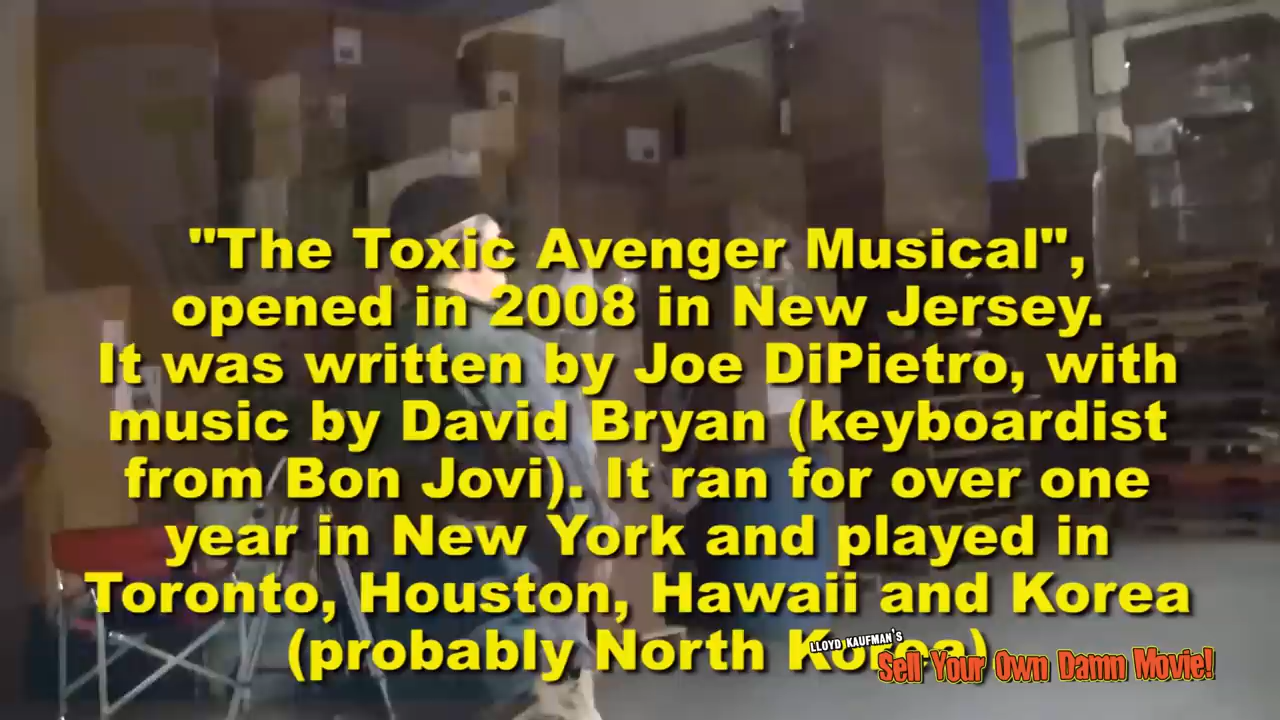 "The Toxic Avenger Musical",
opened in 2008 in New Jersey.
It was written by Joe DiPietro, with
music by David Bryan (keyboardist
from Bon Jovi). It ran for over one
year in New York and played in
Toronto, Houston, Hawaii and Korea
(probably North Korea)
LLOYD KAUFMAN'S
Sell Your Own Damn Movie!